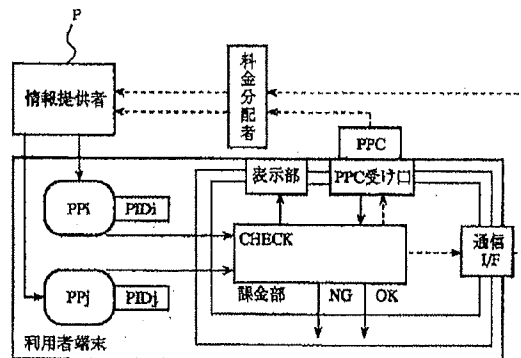 P
情報提供者
料金分配者
PPC
表示部
PPC受け口
PPi
PIDi
CHECK
通信
I/F
PPj
PIDj
課金部
NG
OK
利用者端末